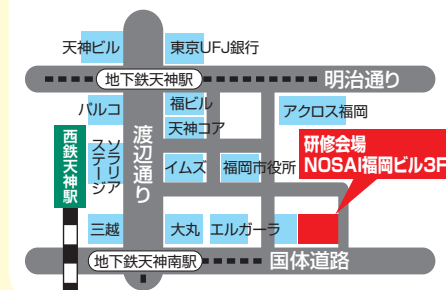 天神ビル
東京UFJ銀行
地下鉄天神駅
明治通り
パルコ
福ビル
アクロス福岡
天神コア
西鉄天神駅
ソラリア
ステージ
渡辺通り
イムズ
福岡市役所
研修会場
NOSAI福岡ビル3F
三越
大丸
エルガーラ
地下鉄天神南駅
国体道路